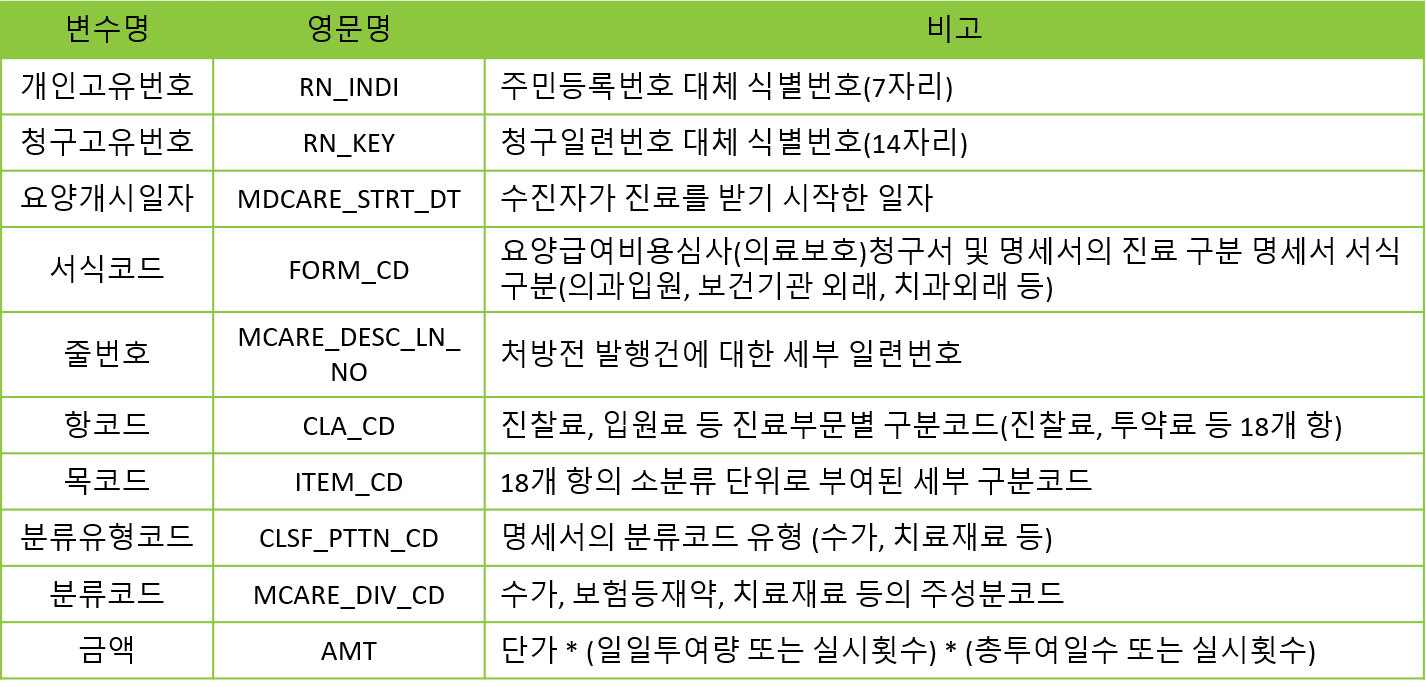 변수명 영문명 비고
개인고유번호 RN_INDI 주민등록번호 대체 식별번호(7자리)
청구고유번호 RN_KEY 청구일련번호 대체 식별번호(14자리)
요양개시일자 MDCARE_STRT_DT 수진자가 진료를 받기 시작한 일자
서식코드 FORM_CD 요양급여비용심사(의료보호)청구서 및 명세서의 진료 구분 명세서 서식
구분(의과입원, 보건기관 외래, 치과외래 등)
줄번호 MCARE_DESC_LN_
NO 처방전 발행건에 대한 세부 일련번호
항코드 CLA_CD 진찰료, 입원료 등 진료부문별 구분코드(진찰료, 투약료 등 18개 항)
목코드 ITEM_CD 18개 항의 소분류 단위로 부여된 세부 구분코드
분류유형코드 CLSF_PTTN_CD 명세서의 분류코드 유형 (수가, 치료재료 등)
분류코드 MCARE_DIV_CD 수가, 보험등재약, 치료재료 등의 주성분코드
금액 AMT 단가 * (일일투여량 또는 실시횟수) * (총투여일수 또는 실시횟수)